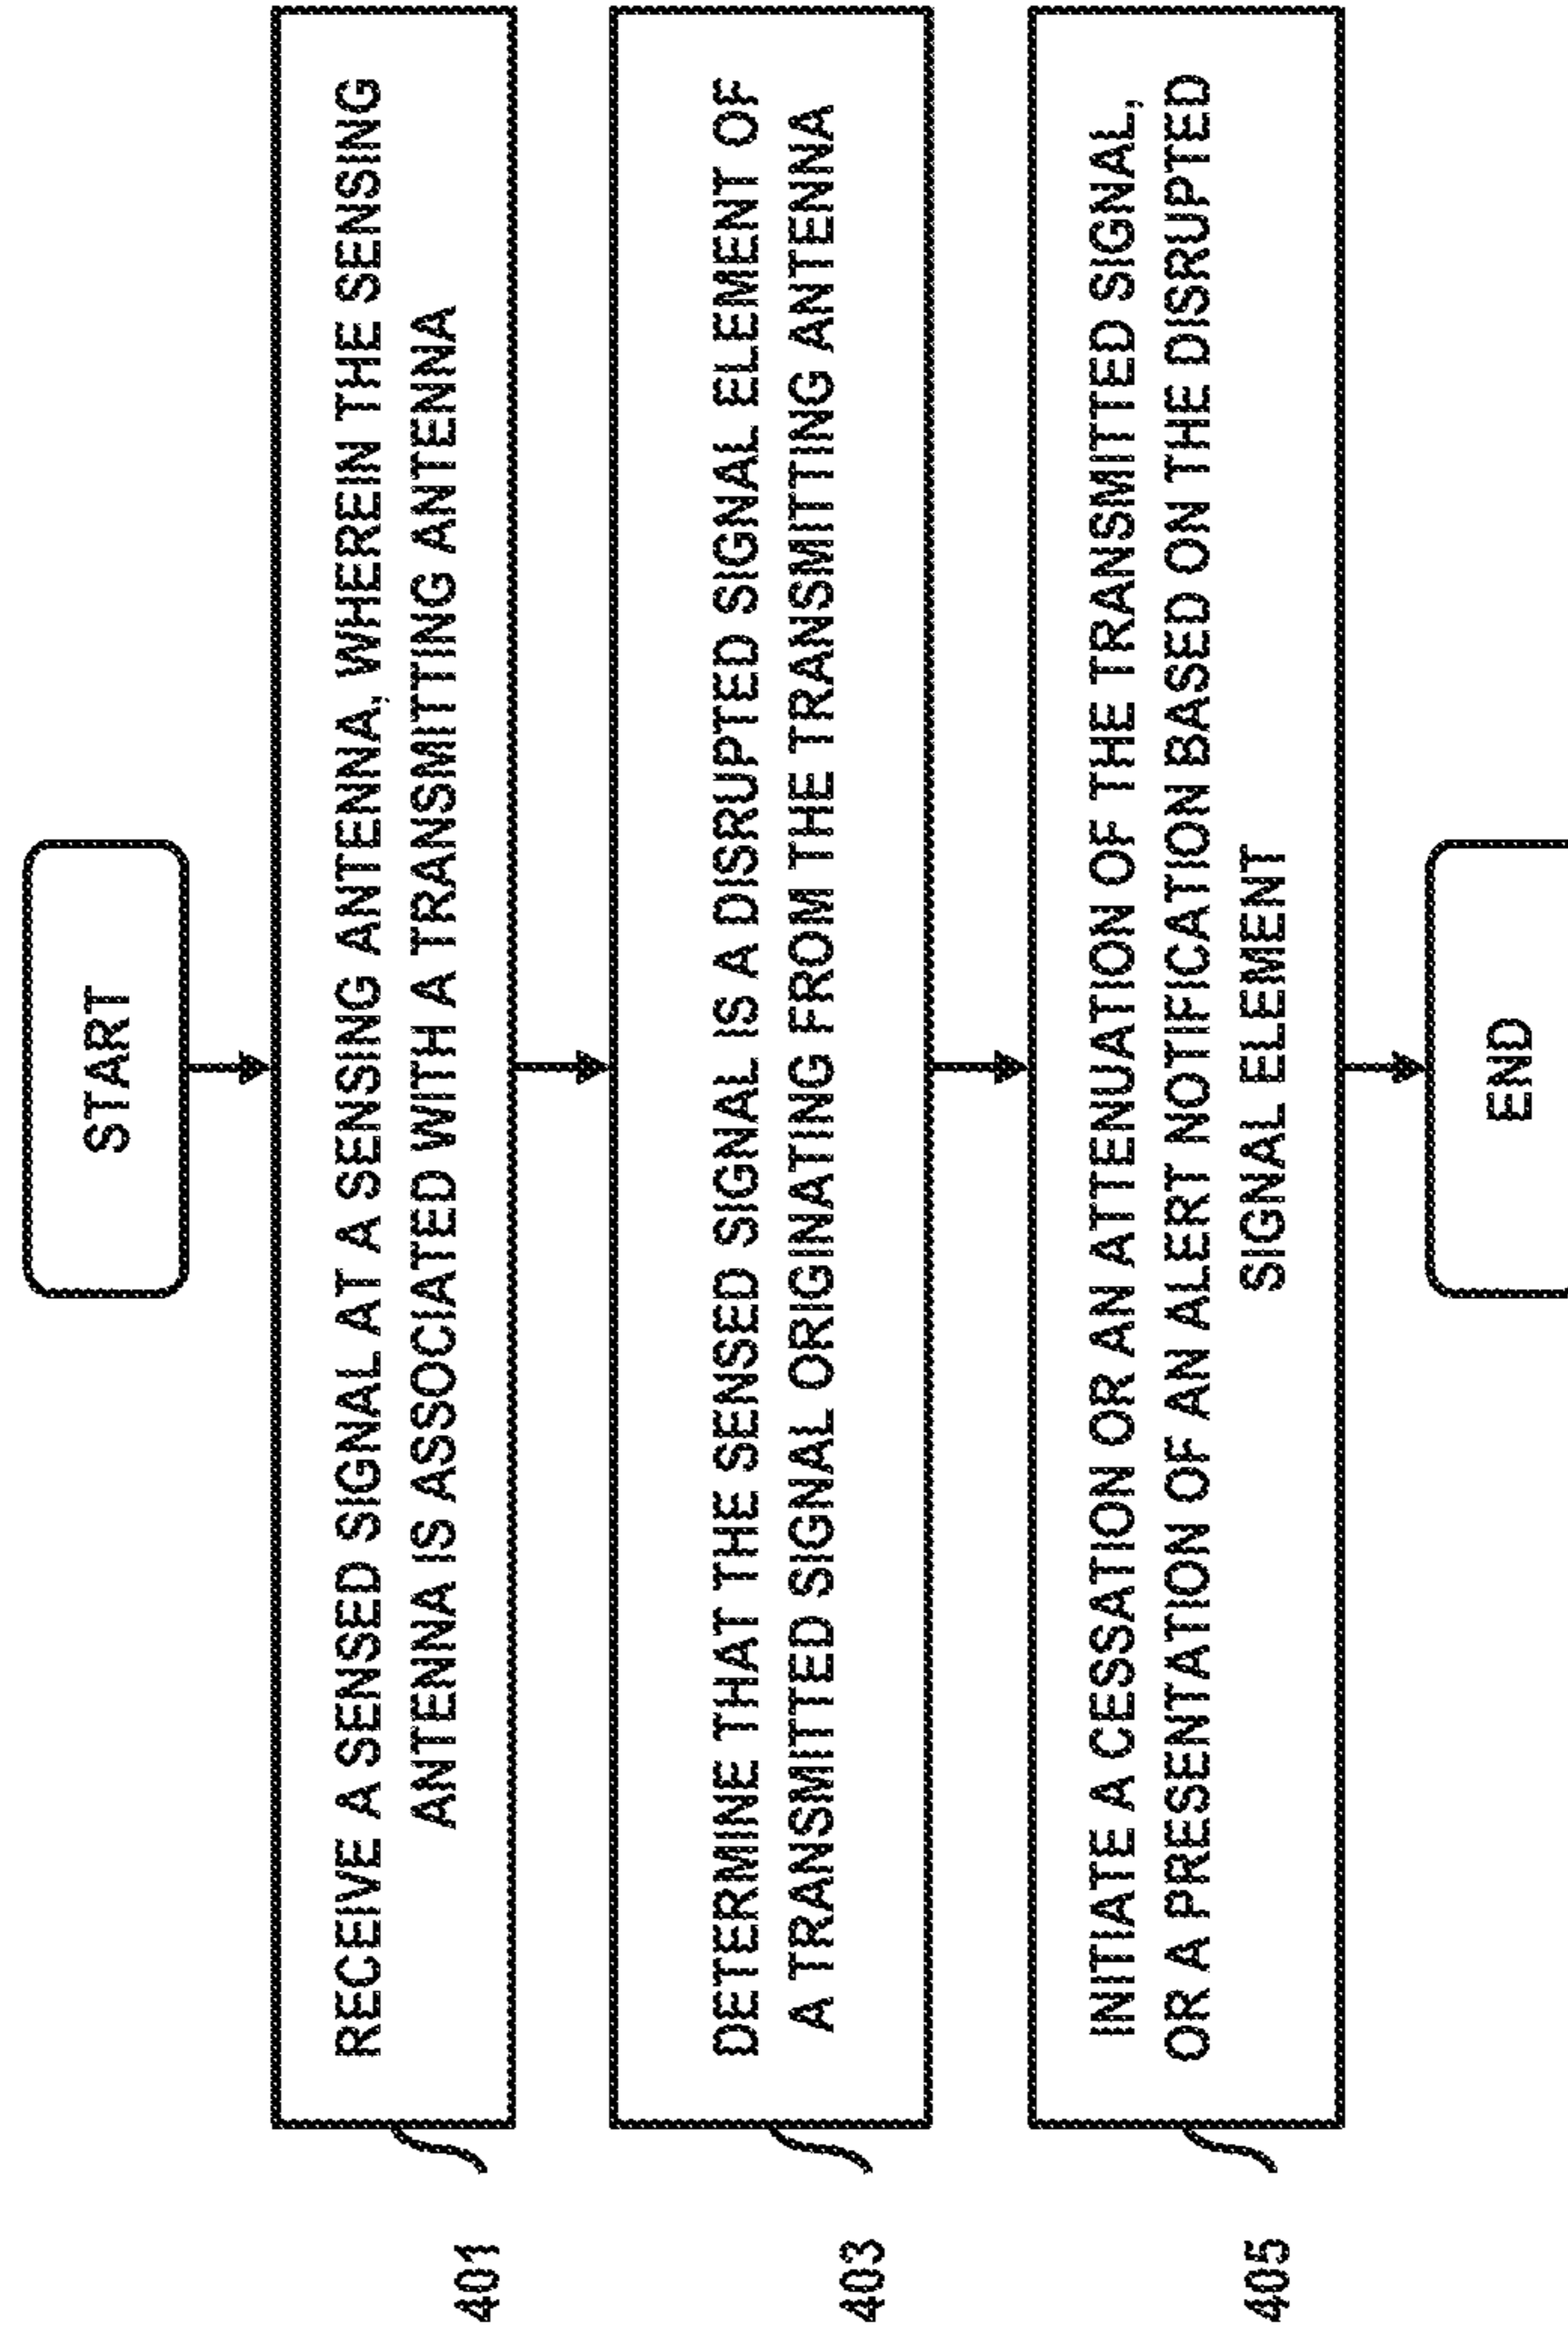 START
RECEIVE A SENSED SIGNAL AT A SENSING ANTENNA, WHEREIN THE SENSING
ANTENNA IS ASSOCIATED WITH A TRANSMITTING ANTENNA
401
DETERMINE THAT THE SENSED SIGNAL IS A DISRUPTED SIGNAL ELEMENT OF
A TRANSMITTED SIGNAL ORIGINATING FROM THE TRANSMITTING ANTENNA
403
INITIATE A CESSATION OR AN ATTENUATION OF THE TRANSMITTED SIGNAL,
OR A PRESENTATION OF AN ALERT NOTIFICATION BASED ON THE DISRUPTED
SIGNAL ELEMENT
405
END